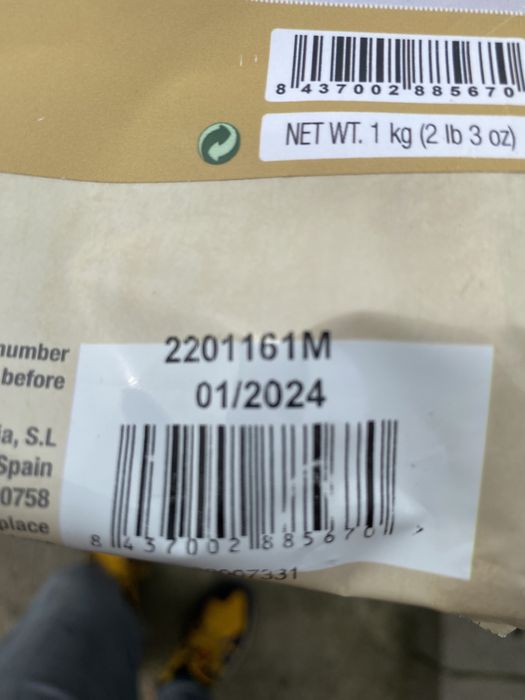 8 437002 885670
NET WT. 1 kg (2 lb 3 oz)
number
2201161M
before
01/2024
ia, S.L
Spain
0758
place
8 437002 885670 >